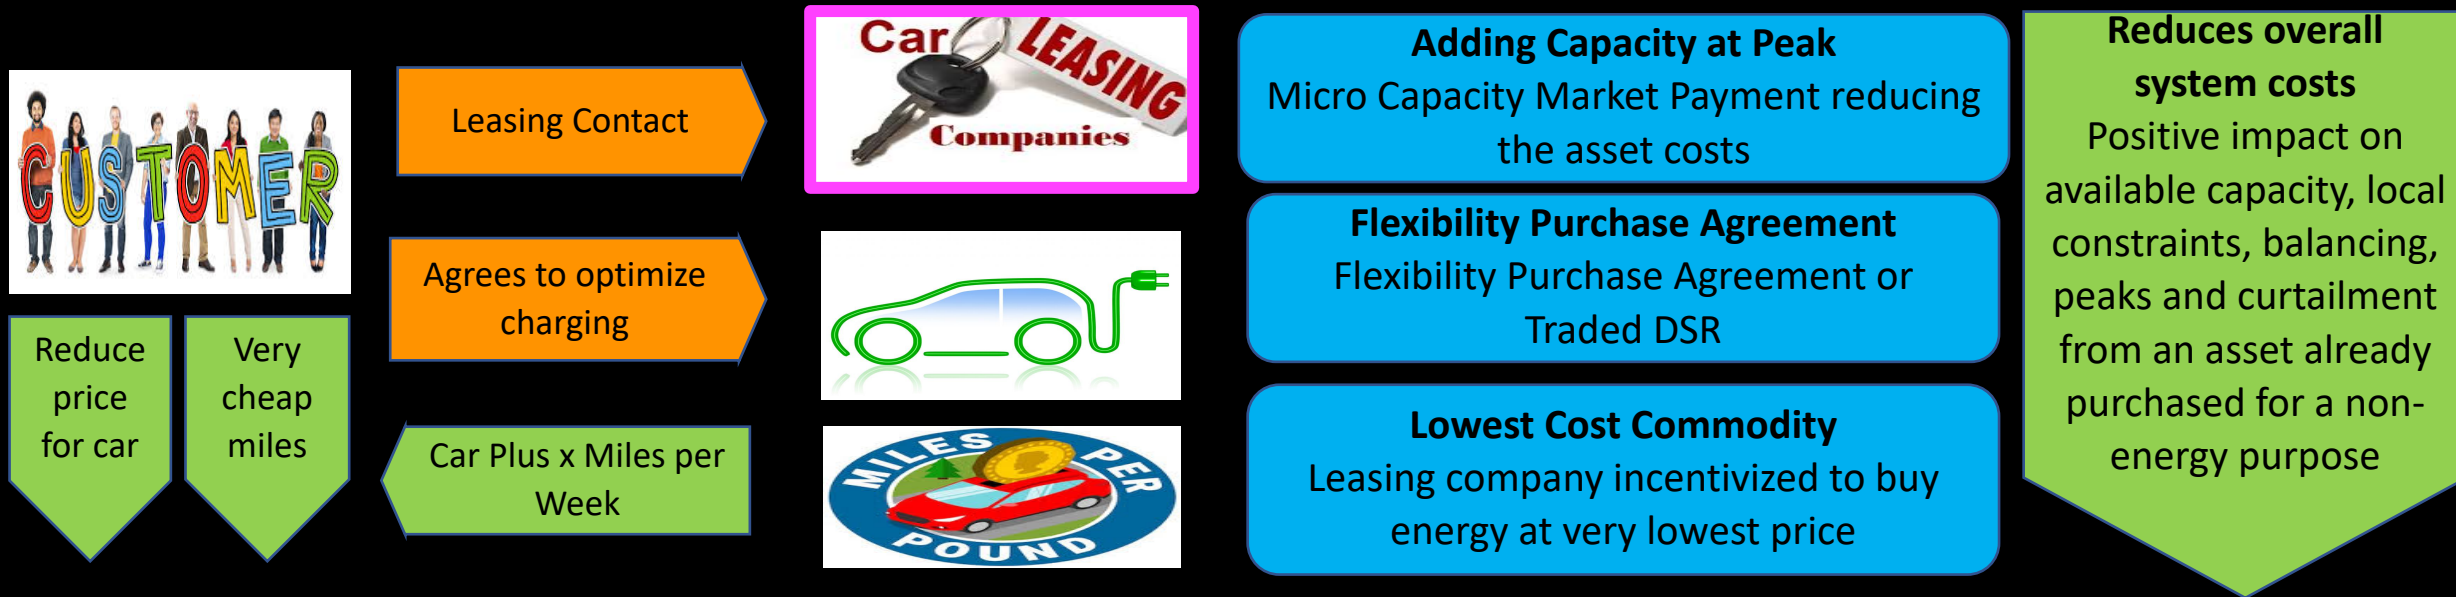 CUSTOMER
Reduce
price
for car
Very
cheap
miles
Leasing Contact
Agrees to optimize
charging
Car Plus x Miles per
Week
Car LEASING
Companies
MILES PER
POUND
Adding Capacity at Peak
Micro Capacity Market Payment reducing
the asset costs
Flexibility Purchase Agreement
Flexibility Purchase Agreement or
Traded DSR
Lowest Cost Commodity
Leasing company incentivized to buy
energy at very lowest price
Reduces overall
system costs
Positive impact on
available capacity, local
constraints, balancing,
peaks and curtailment
from an asset already
purchased for a non-
energy purpose